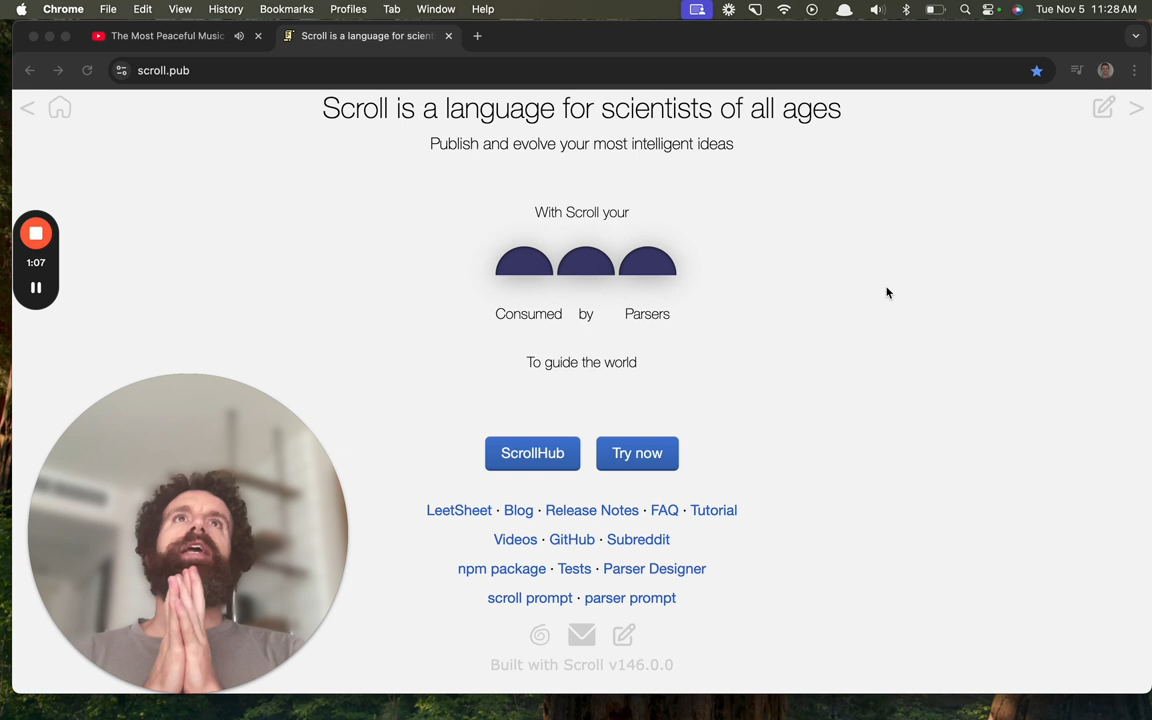 Chrome File Edit View History Bookmarks Profiles Tab Window Help Tue Nov 5 11:28 AM
The Most Peaceful Music Scroll is a language for scient
scroll.pub
Scroll is a language for scientists of all ages
Publish and evolve your most intelligent ideas
With Scroll your
1:07
Consumed by Parsers
To guide the world
ScrollHub Try now
LeetSheet · Blog · Release Notes · FAQ · Tutorial
Videos · GitHub · Subreddit
npm package · Tests · Parser Designer
scroll prompt · parser prompt
Built with Scroll v146.0.0